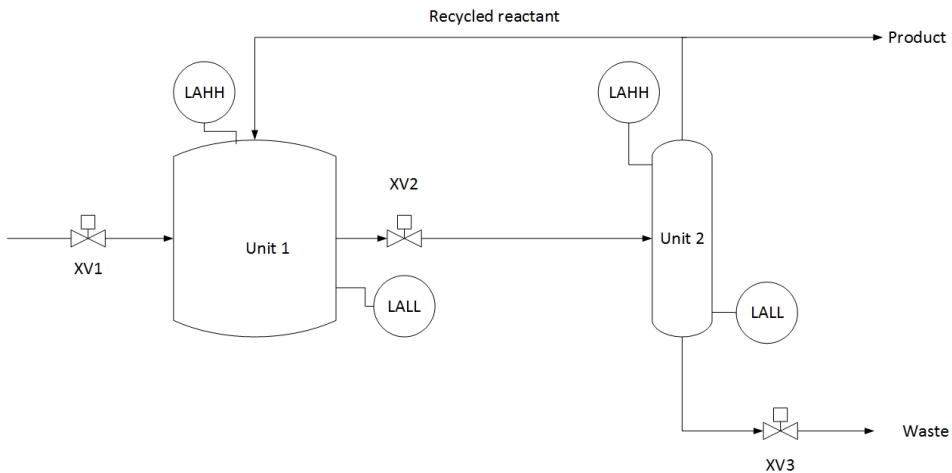 Recycled reactant
Product
LAHH
LAHH
XV2
Unit 1
Unit 2
XV1
LALL
LALL
Waste
XV3